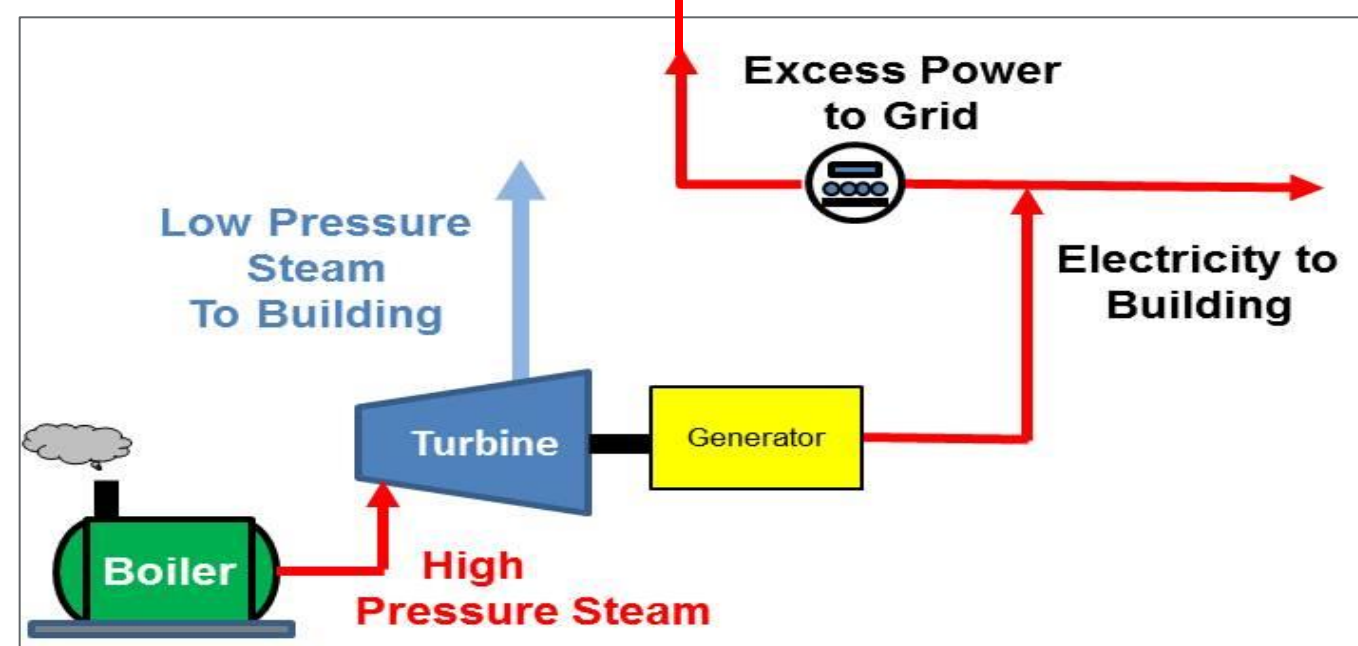 Excess Power
to Grid
Low Pressure
Steam
To Building
Electricity to
Building
Turbine
Generator
Boiler
High
Pressure Steam